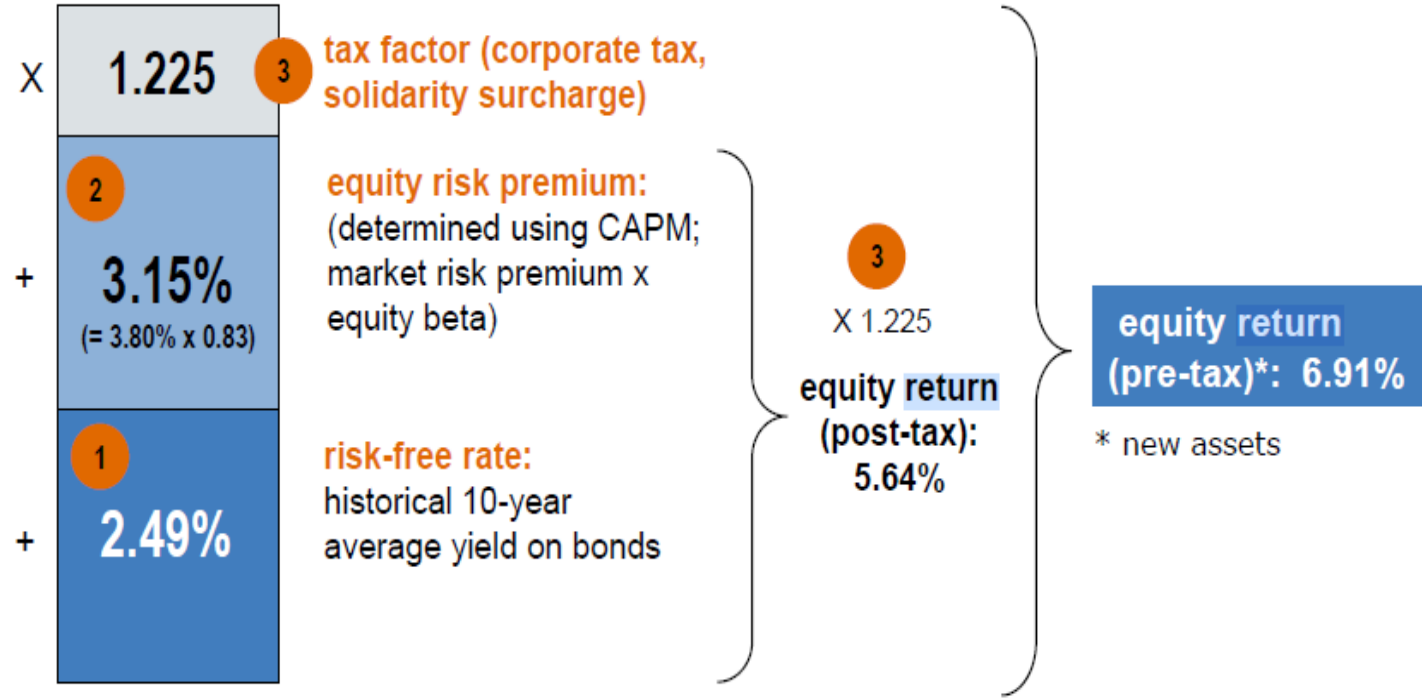 X
1.225
3
tax factor (corporate tax,
solidarity surcharge)
2
+
3.15%
(= 3.80% x 0.83)
equity risk premium:
(determined using CAPM;
market risk premium x
equity beta)
1
+
2.49%
risk-free rate:
historical 10-year
average yield on bonds
3
X 1.225
equity return
(post-tax):
5.64%
equity return
(pre-tax)*: 6.91%
* new assets